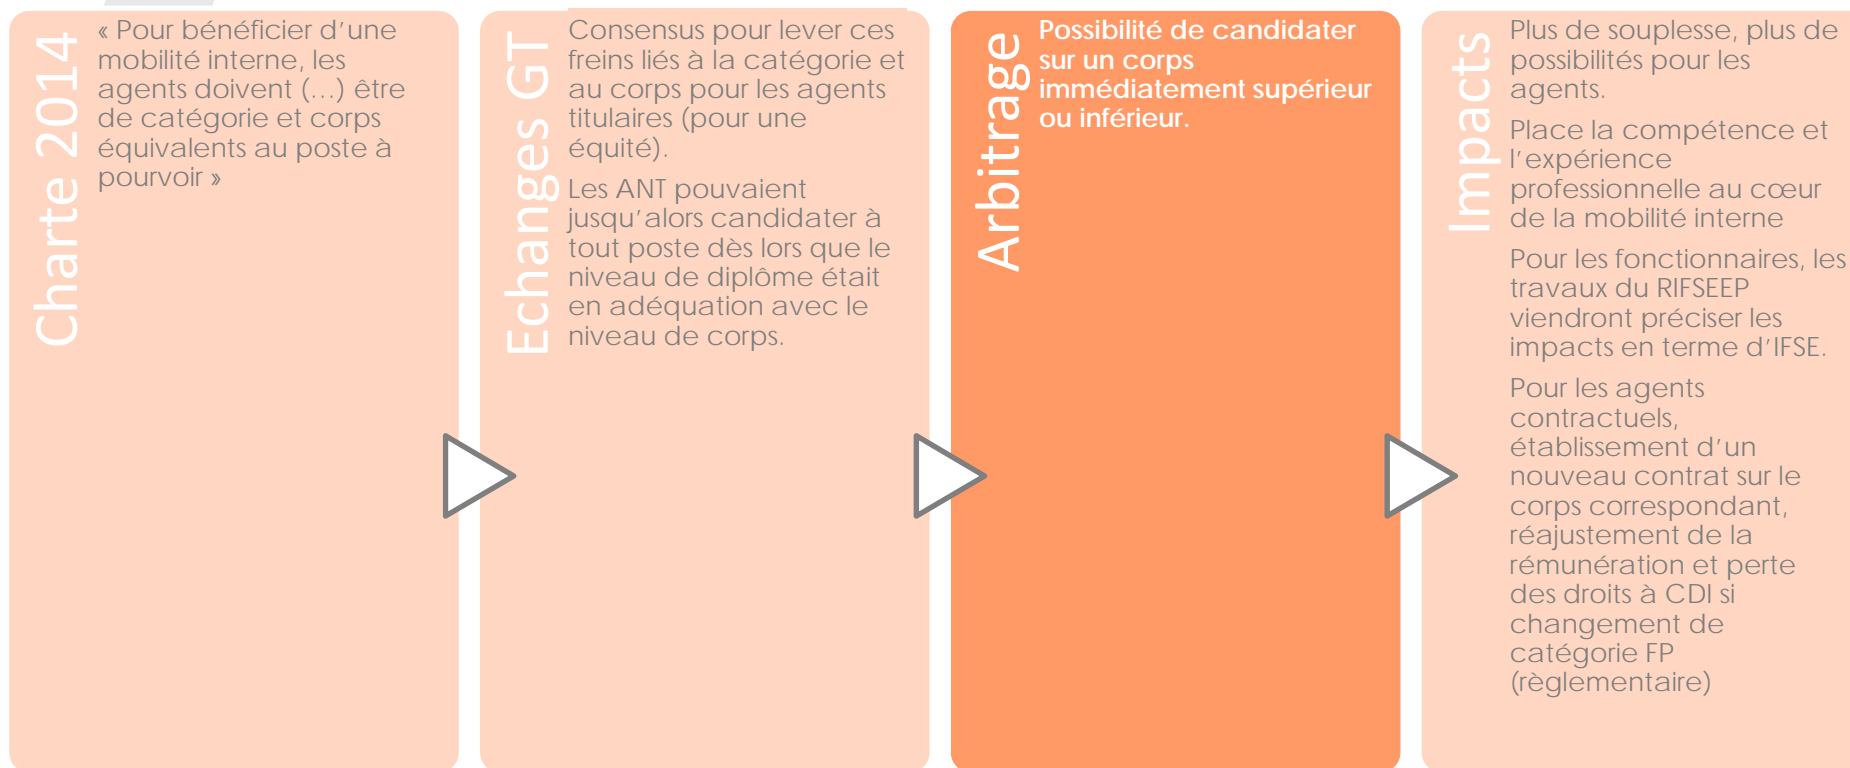 Charte 2014
« Pour bénéficier d'une
mobilité interne, les
agents doivent (…) être
de catégorie et corps
équivalents au poste à
pourvoir »
Echanges GT
Consensus pour lever ces
freins liés à la catégorie et
au corps pour les agents
titulaires (pour une
équité).
Les ANT pouvaient
jusqu'alors candidater à
tout poste dès lors que le
niveau de diplôme était
en adéquation avec le
niveau de corps.
Arbitrage
Possibilité de candidater
sur un corps
immédiatement supérieur
ou inférieur.
Impacts
Plus de souplesse, plus de
possibilités pour les
agents.
Place la compétence et
l'expérience
professionnelle au cœur
de la mobilité interne
Pour les fonctionnaires, les
travaux du RIFSEEP
viendront préciser les
impacts en terme d'IFSE.
Pour les agents
contractuels,
établissement d'un
nouveau contrat sur le
corps correspondant,
réajustement de la
rémunération et perte
des droits à CDI si
changement de
catégorie FP
(règlementaire)